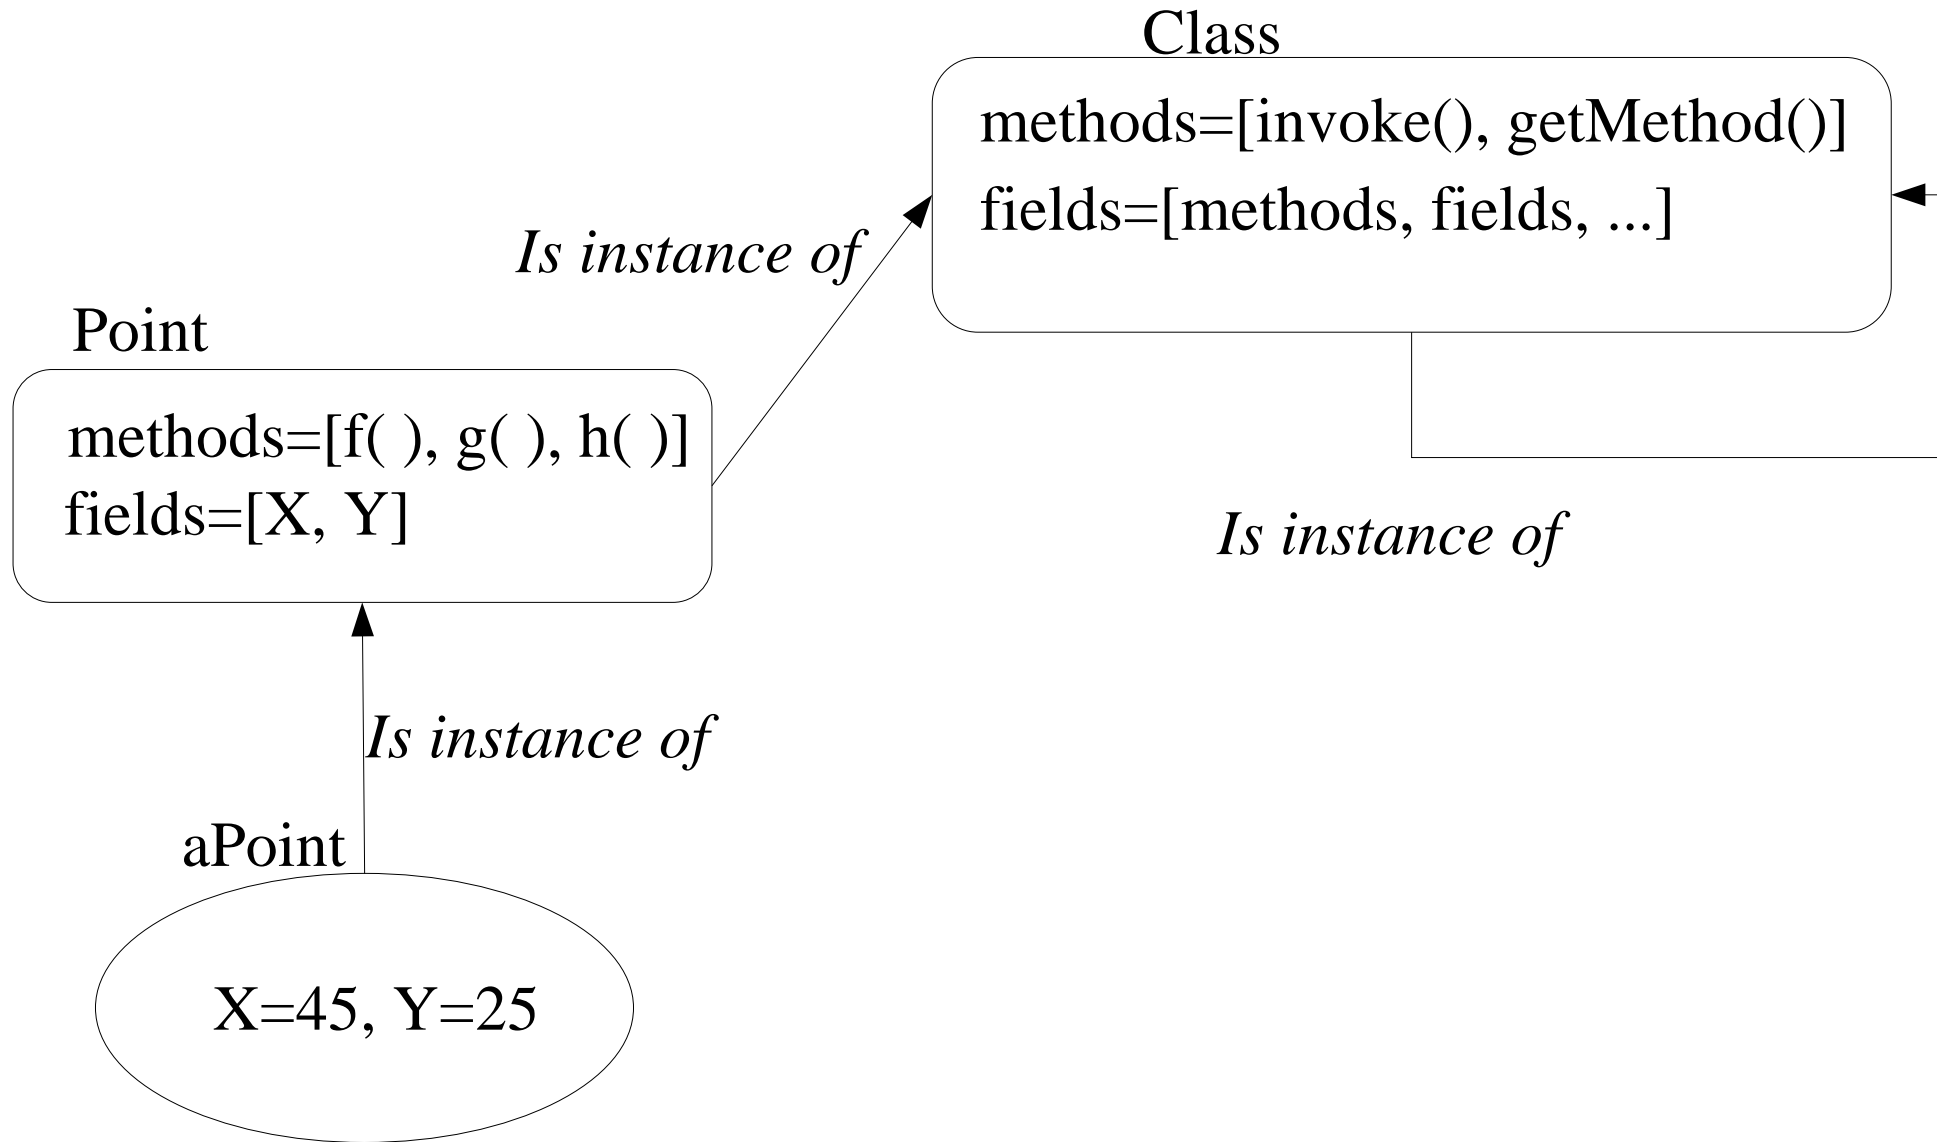 Class
methods=[invoke(), getMethod()]
fields=[methods, fields, ...]
Is instance of
Point
methods=[f( ), g( ), h( )]
fields=[X, Y]
Is instance of
Is instance of
aPoint
X=45, Y=25